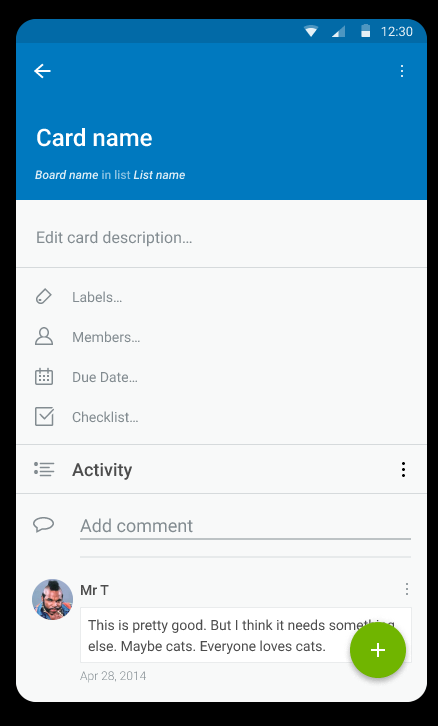 12:30
Card name
Board name in list List name
Edit card description...
Labels...
Members...
Due Date...
Checklist...
Activity
Add comment
Mr T
This is pretty good. But I think it needs something
else. Maybe cats. Everyone loves cats.
Apr 28, 2014